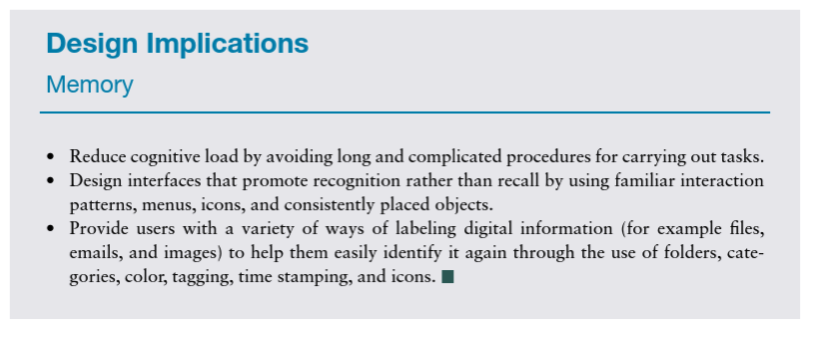 Design Implications
Memory
• Reduce cognitive load by avoiding long and complicated procedures for carrying out tasks.
• Design interfaces that promote recognition rather than recall by using familiar interaction
patterns, menus, icons, and consistently placed objects.
• Provide users with a variety of ways of labeling digital information (for example files,
emails, and images) to help them easily identify it again through the use of folders, cate-
gories, color, tagging, time stamping, and icons. ■